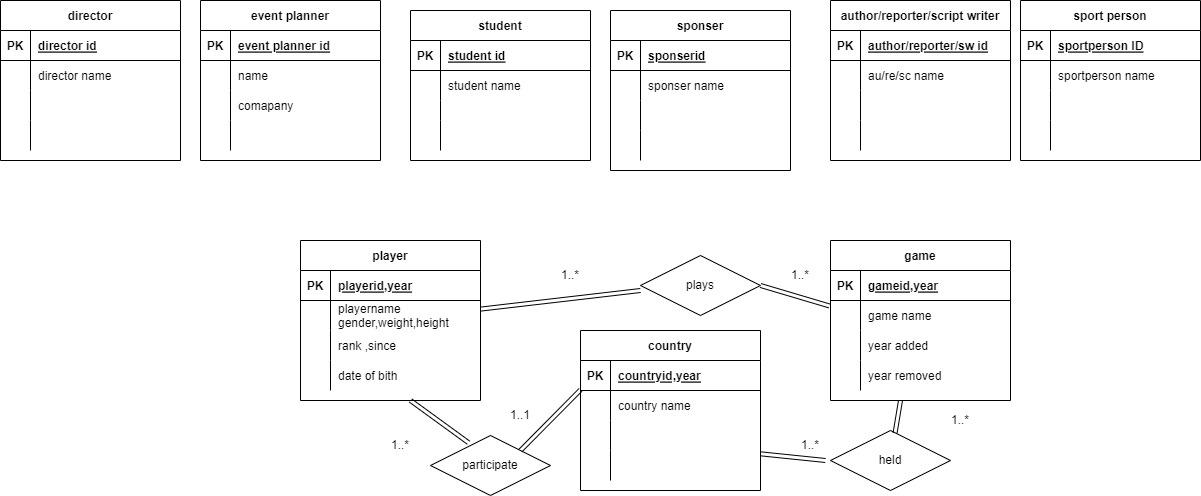 director
PK director id
director name
event planner
PK event planner id
name
comapany
student
PK student id
student name
sponser
PK sponserid
sponser name
author/reporter/script writer
PK author/reporter/sw id
au/re/sc name
sport person
PK sportperson ID
sportperson name
player
PK playerid,year
playername
gender,weight,height
rank ,since
date of bith
1..*
plays
1..*
game
PK gameid,year
game name
year added
year removed
country
PK countryid,year
country name
1..1
1..*
participate
1..*
held
1..*